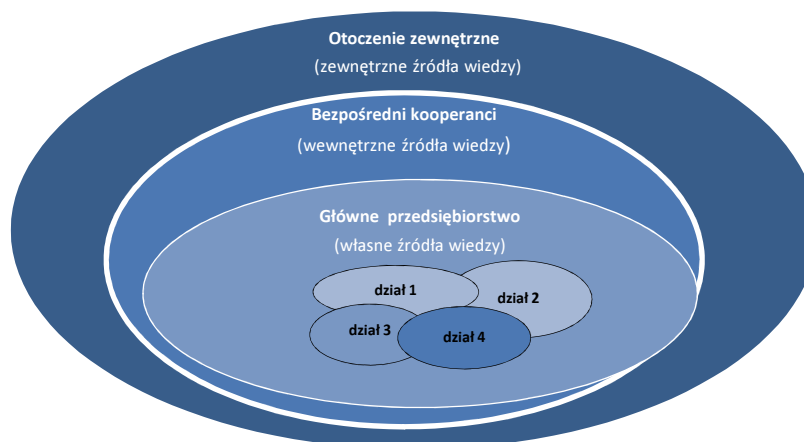 Otoczenie zewnętrzne
(zewnętrzne źródła wiedzy)
Bezpośredni kooperanci
(wewnętrzne źródła wiedzy)
Główne przedsiębiorstwo
(własne źródła wiedzy)
dział 1
dział 2
dział 3
dział 4